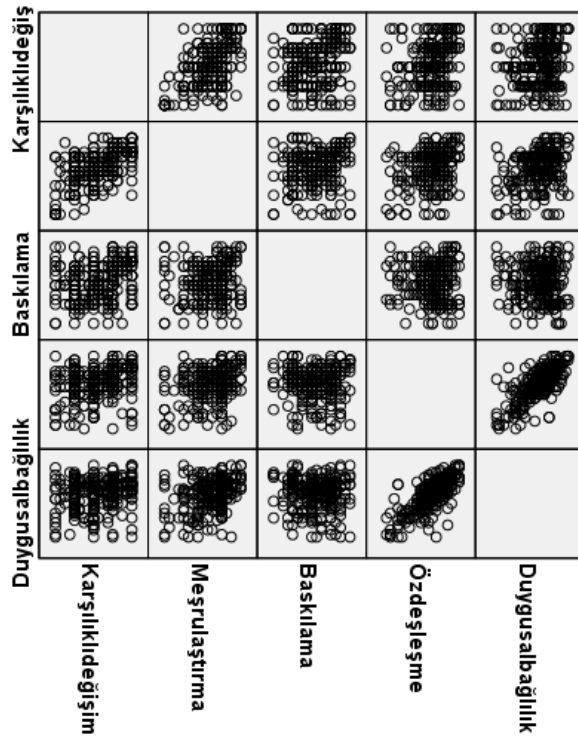 Karşılıklıdeğiş
Baskılama
Duygusalbağlılık
Karşılıklıdeğişim
Meşrulaştırma
Baskılama
Özdeşleşme
Duygusalbağlılık